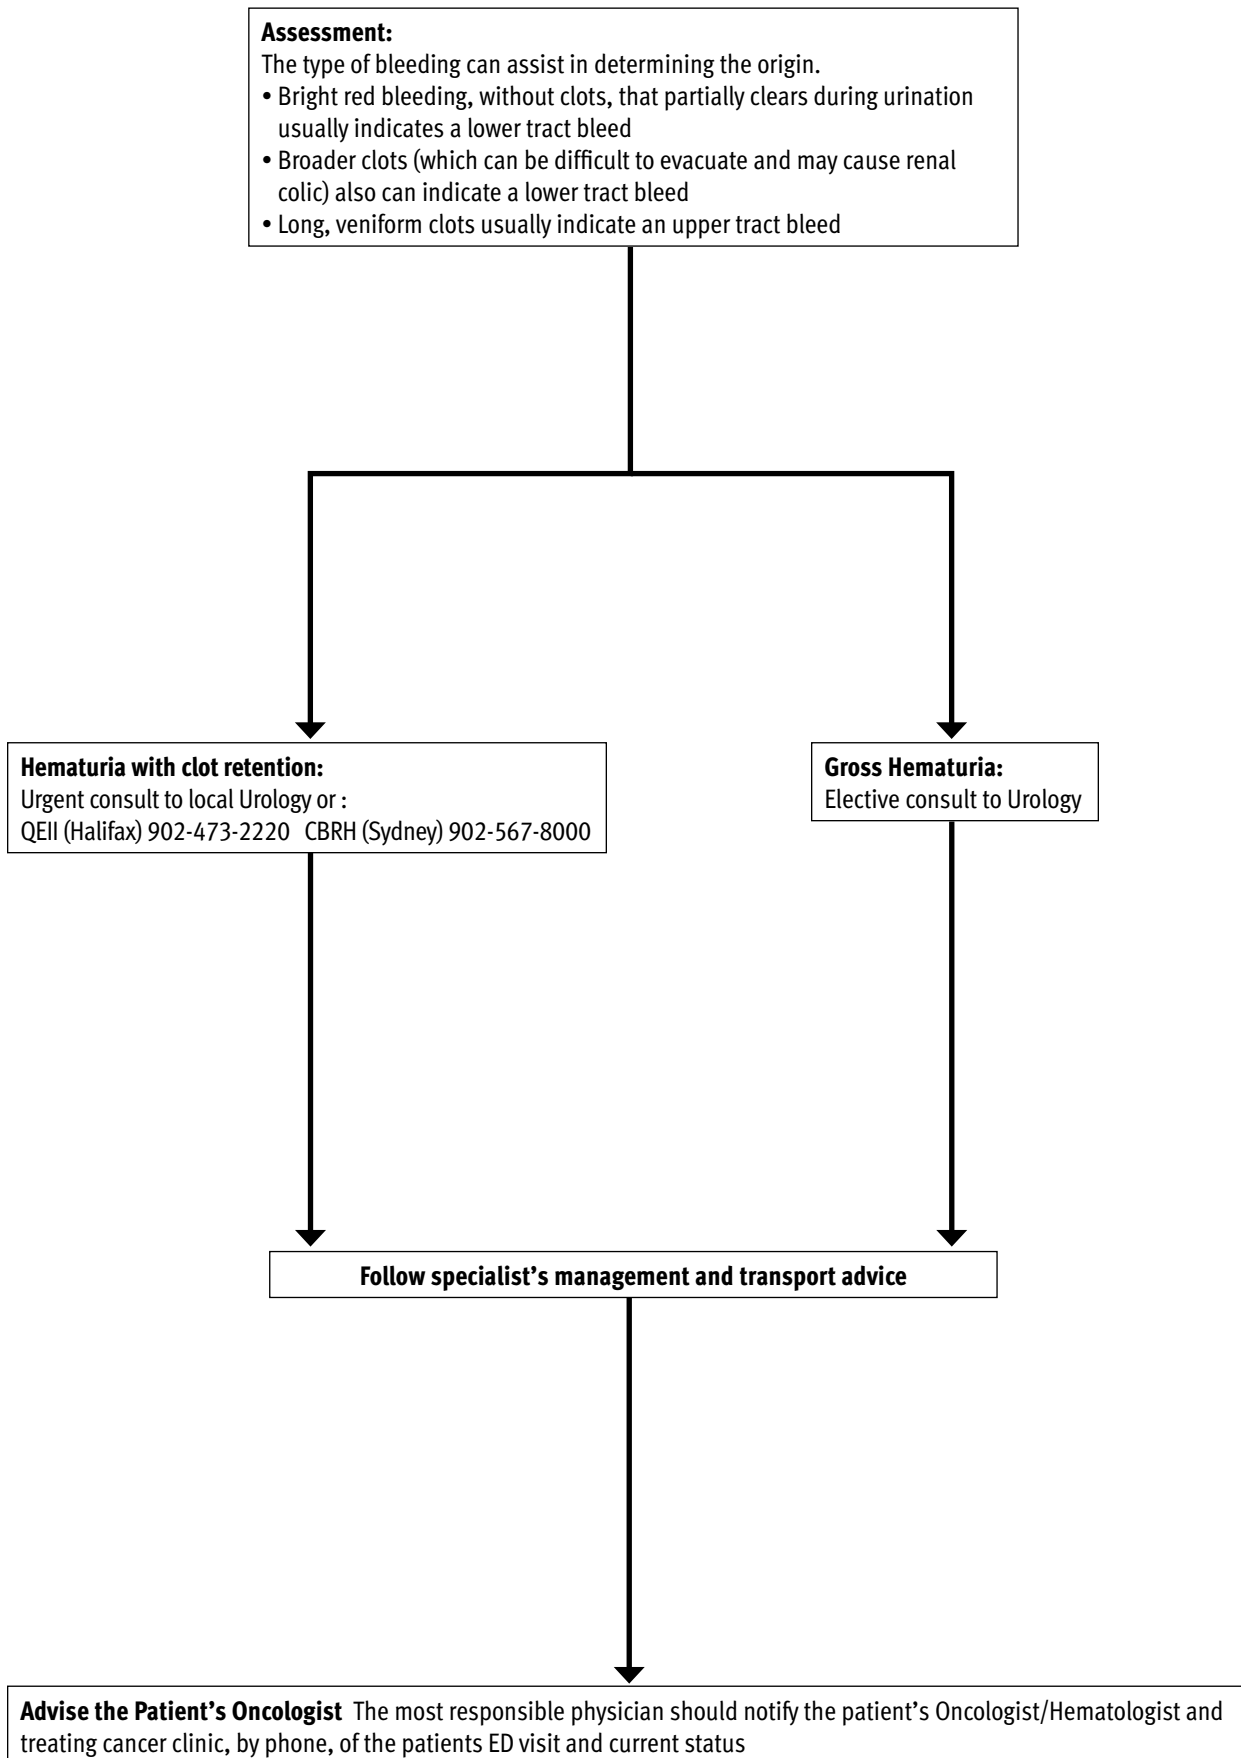 Assessment:
The type of bleeding can assist in determining the origin.
• Bright red bleeding, without clots, that partially clears during urination
usually indicates a lower tract bleed
• Broader clots (which can be difficult to evacuate and may cause renal
colic) also can indicate a lower tract bleed
• Long, veniform clots usually indicate an upper tract bleed
Hematuria with clot retention:
Urgent consult to local Urology or :
QEII (Halifax) 902-473-2220 CBRH (Sydney) 902-567-8000
Gross Hematuria:
Elective consult to Urology
Follow specialist’s management and transport advice
Advise the Patient’s Oncologist The most responsible physician should notify the patient’s Oncologist/Hematologist and
treating cancer clinic, by phone, of the patients ED visit and current status